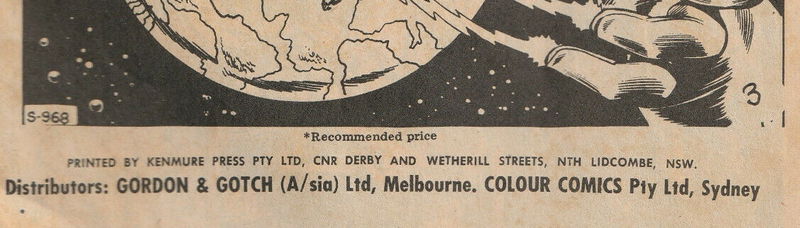 3
S-968
*Recommended price
PRINTED BY KENMURE PRESS PTY LTD, CNR DERBY AND WETHERILL STREETS, NTH LIDCOMBE, NSW.
Distributors: GORDON & GOTCH (A/sia) Ltd, Melbourne. COLOUR COMICS Pty Ltd, Sydney